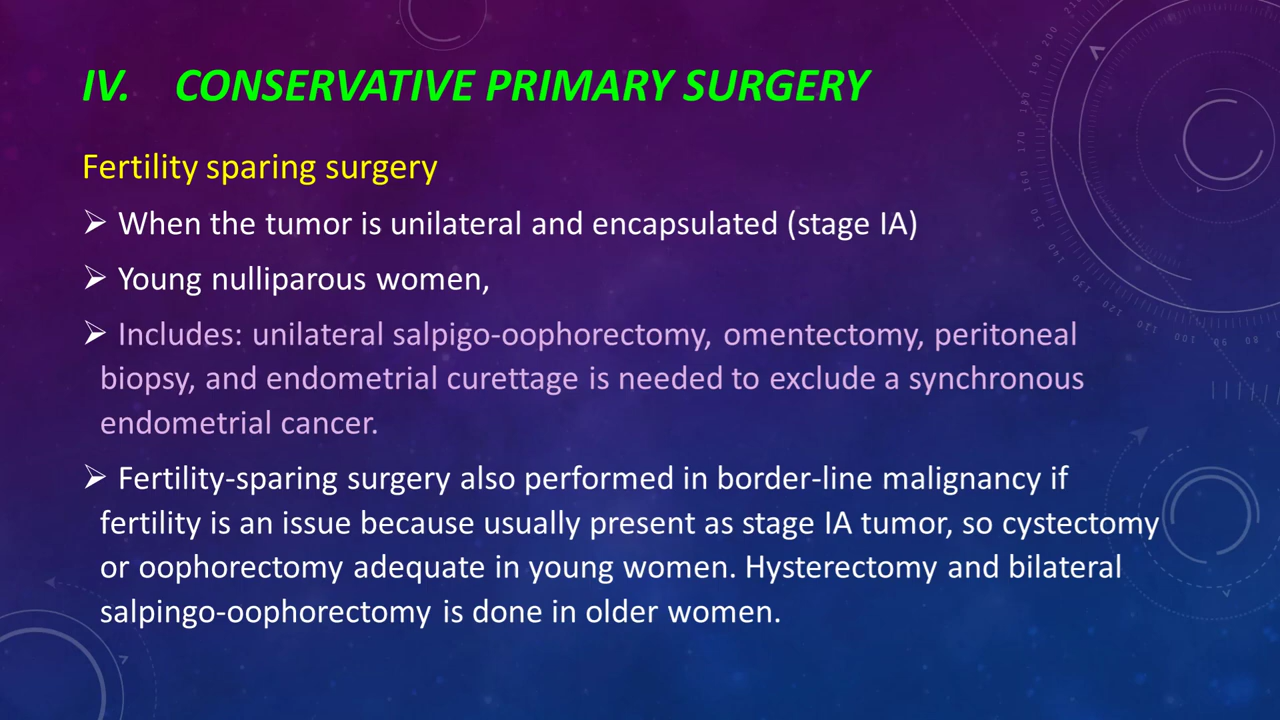 IV. CONSERVATIVE PRIMARY SURGERY
Fertility sparing surgery
➢ When the tumor is unilateral and encapsulated (stage IA)
➢ Young nulliparous women,
➢ Includes: unilateral salpigo-oophorectomy, omentectomy, peritoneal
biopsy, and endometrial curettage is needed to exclude a synchronous
endometrial cancer.
➢ Fertility-sparing surgery also performed in border-line malignancy if
fertility is an issue because usually present as stage IA tumor, so cystectomy
or oophorectomy adequate in young women. Hysterectomy and bilateral
salpingo-oophorectomy is done in older women.